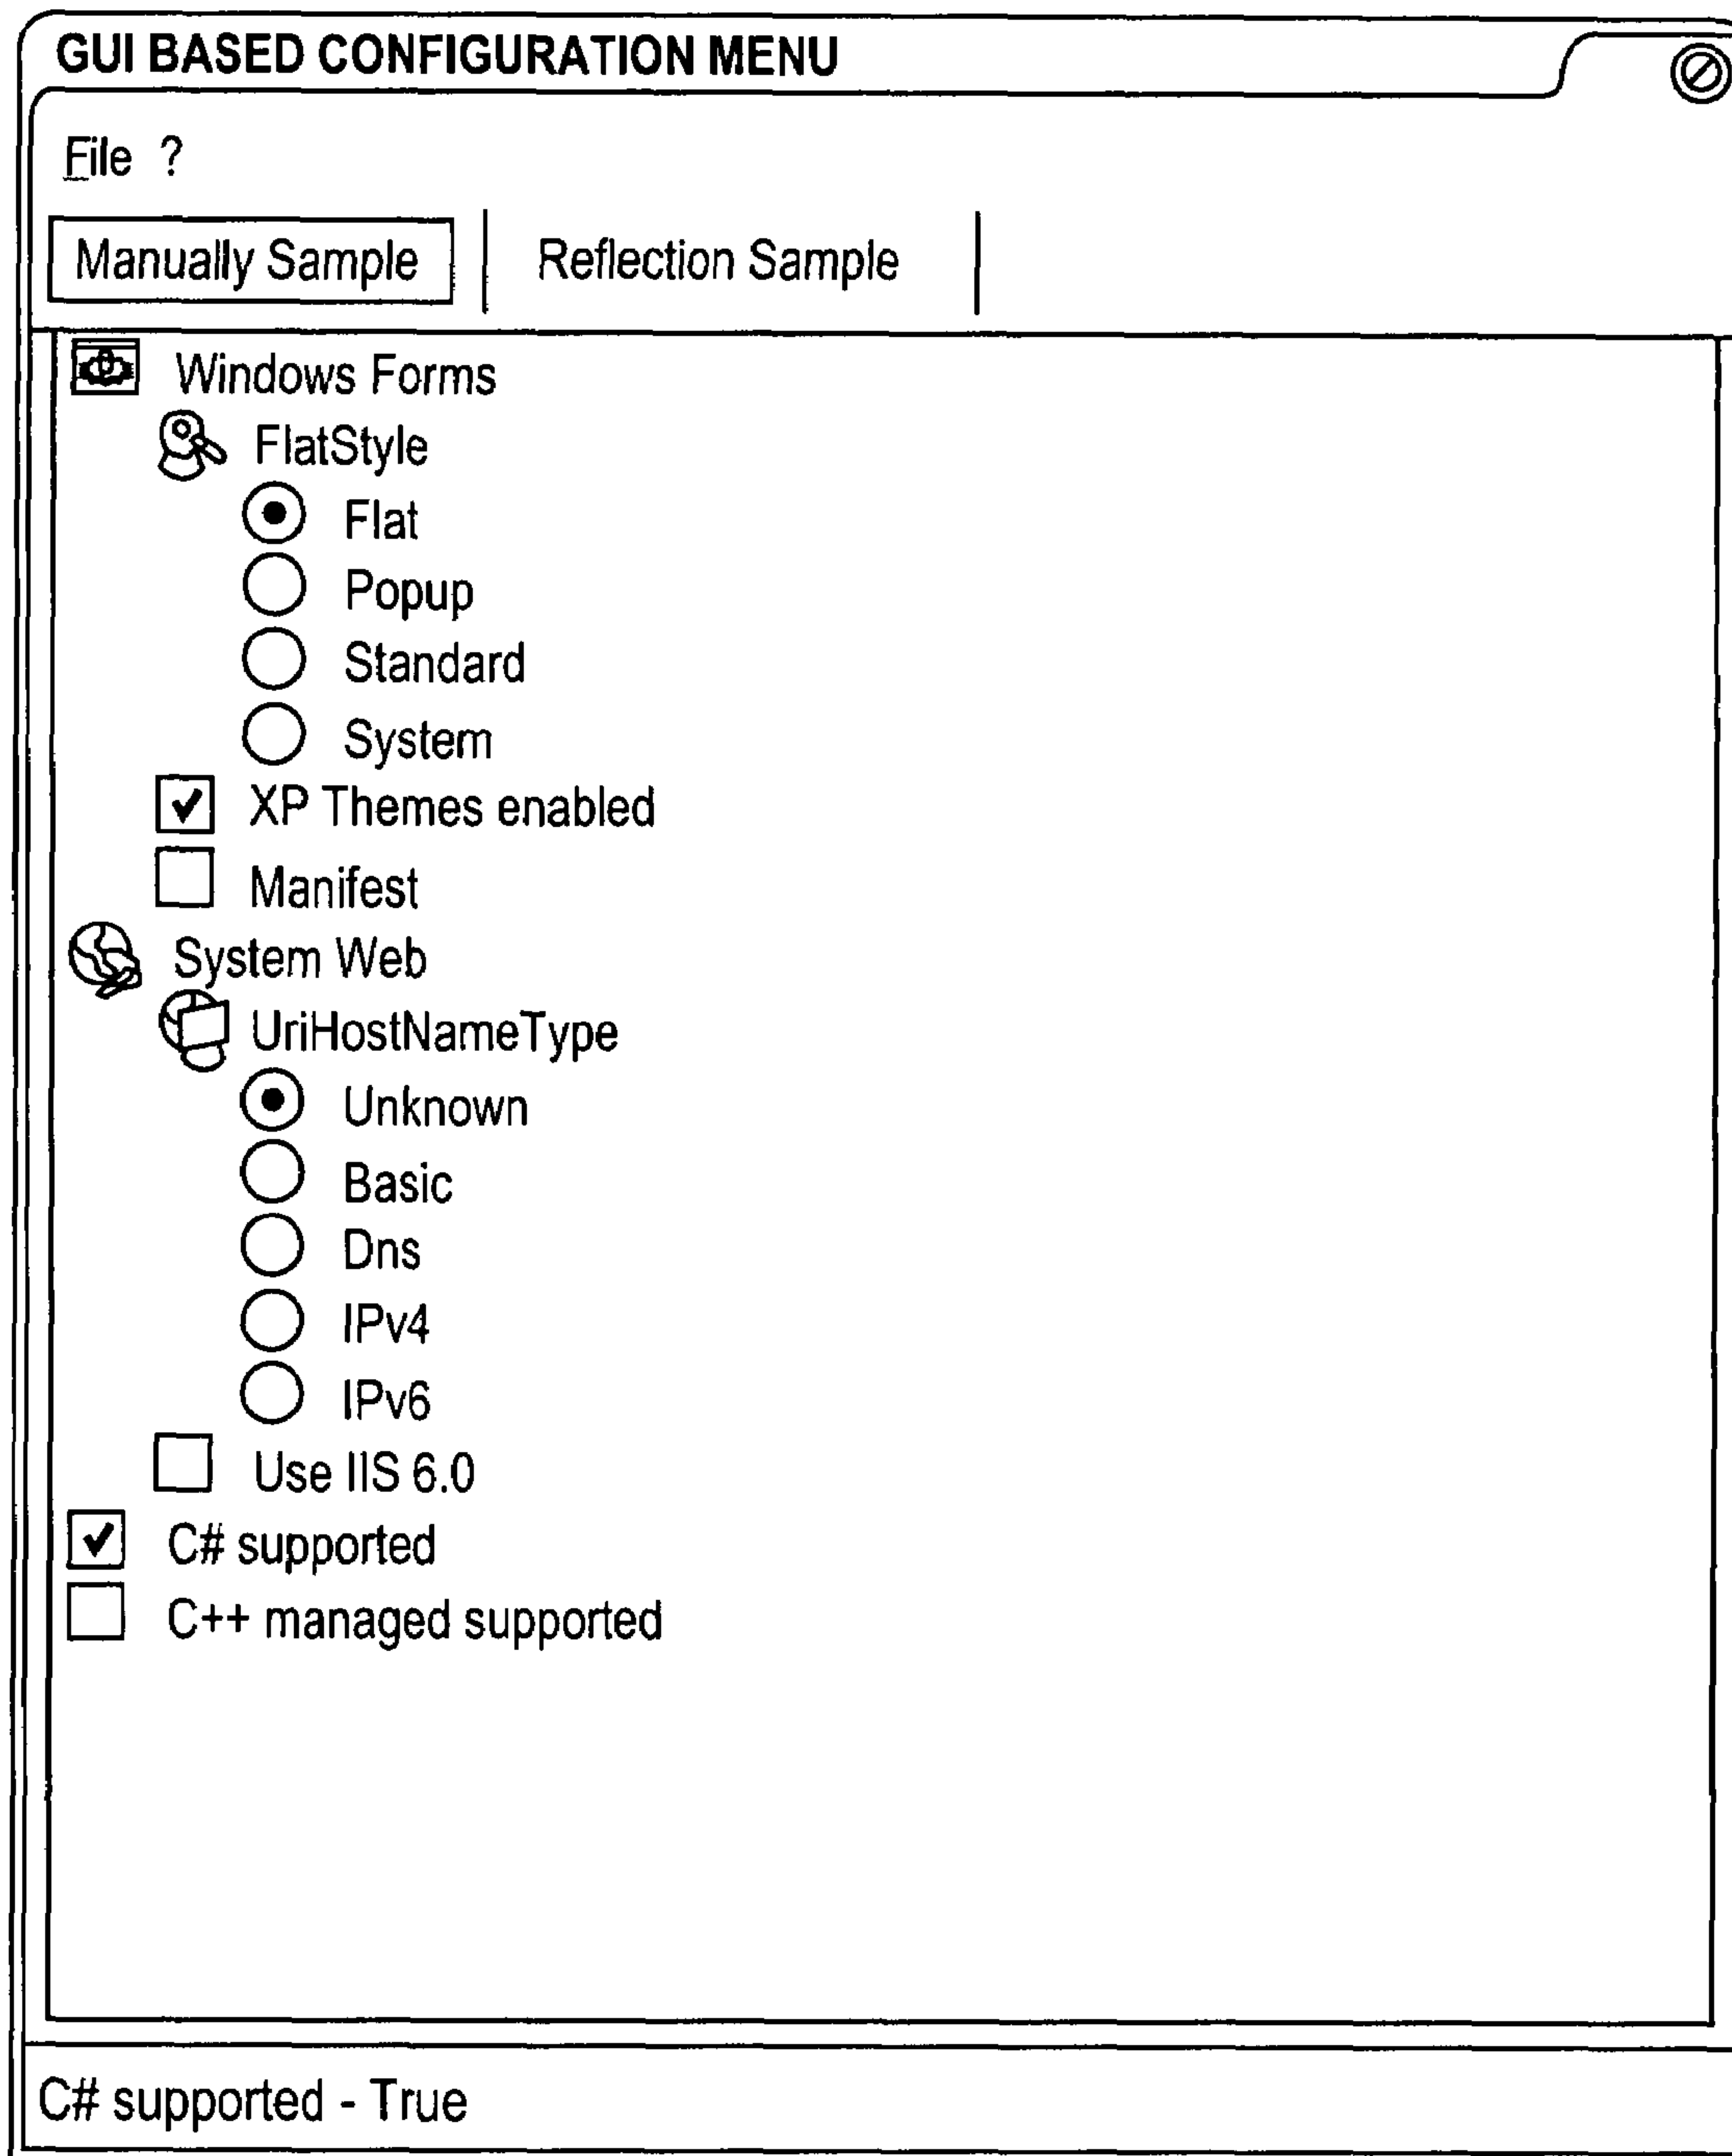 GUI BASED CONFIGURATION MENU
File ?
Manually Sample Reflection Sample
Windows Forms
FlatStyle
Flat
Popup
Standard
System
XP Themes enabled
Manifest
System Web
UriHostNameType
Unknown
Basic
Dns
IPv4
IPv6
Use IIS 6.0
C# supported
C++ managed supported
C# supported - True